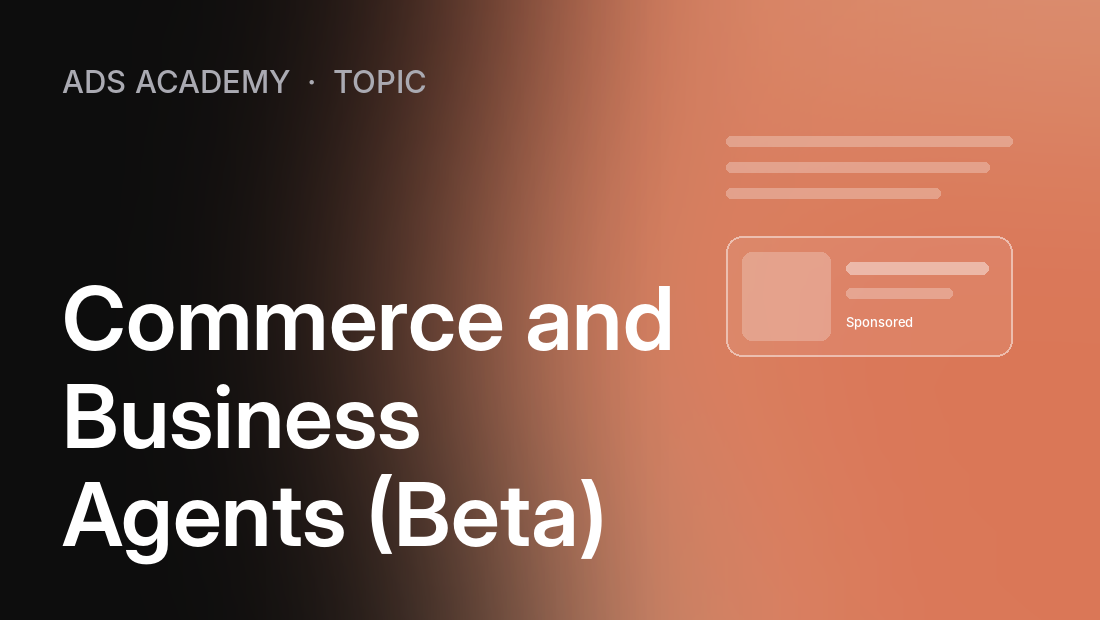 ADS ACADEMY · TOPIC
Commerce and
Business
Agents (Beta)
Sponsored